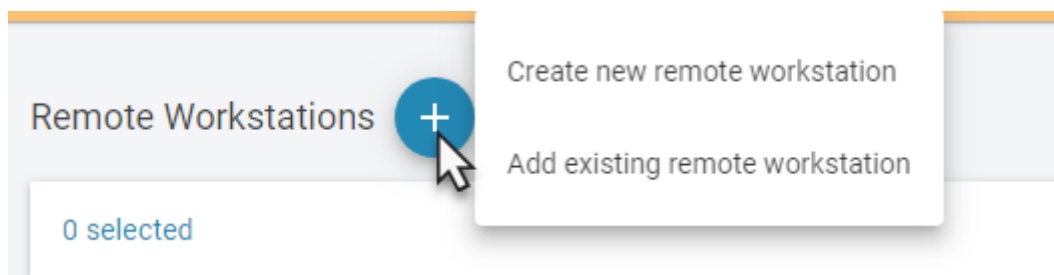 Create new remote workstation
Remote Workstations +
Add existing remote workstation
0 selected